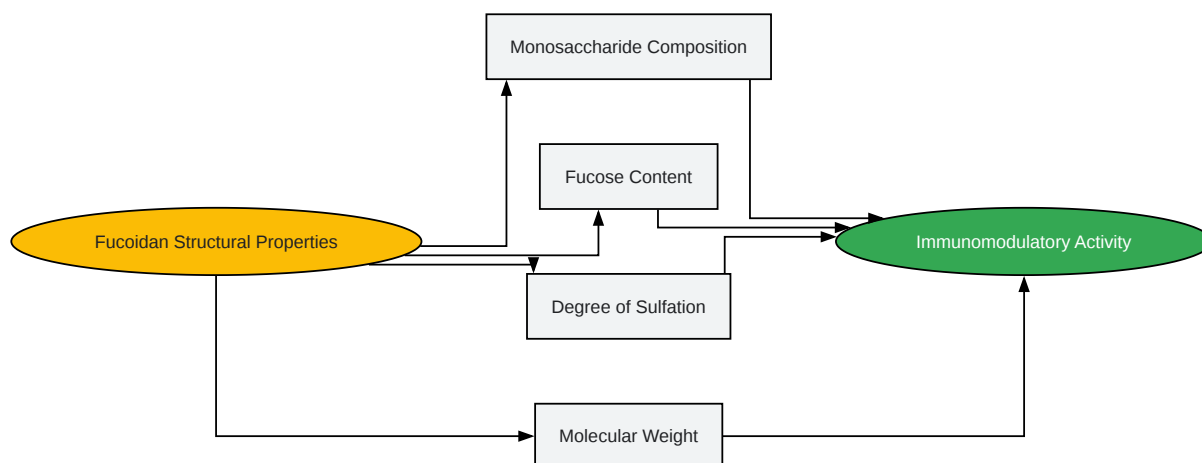 Monosaccharide Composition
Fucose Content
Fucoidan Structural Properties
Immunomodulatory Activity
Degree of Sulfation
Molecular Weight